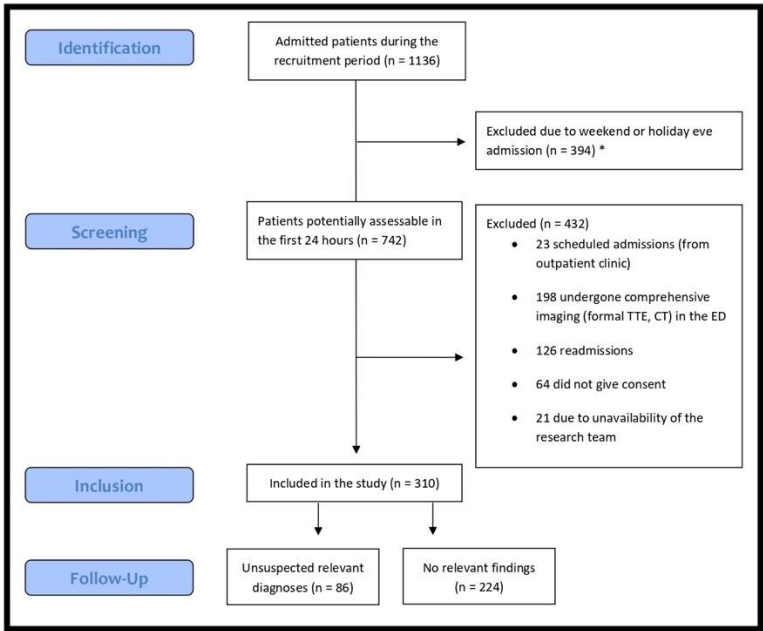 Identification
Admitted patients during the
recruitment period (n = 1136)
Excluded due to weekend or holiday eve
admission (n = 394) *
Screening
Patients potentially assessable in
the first 24 hours (n = 742)
Excluded (n = 432)
• 23 scheduled admissions (from
outpatient clinic)
• 198 undergone comprehensive
imaging (formal TTE, CT) in the ED
• 126 readmissions
• 64 did not give consent
• 21 due to unavailability of the
research team
Inclusion
Included in the study (n = 310)
Follow-Up
Unsuspected relevant
diagnoses (n = 86)
No relevant findings
(n = 224)